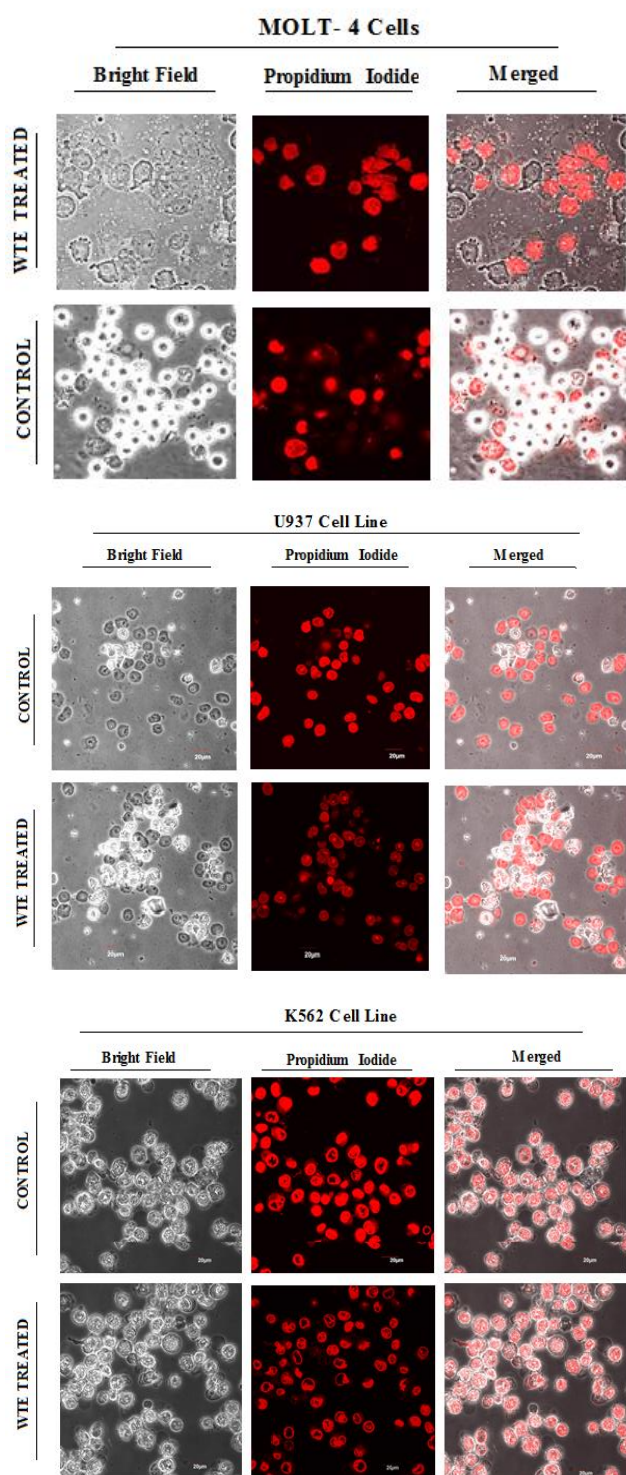 MOLT- 4 Cells
Bright Field Propidium Iodide Merged
WTE TREATED
CONTROL
U937 Cell Line
Bright Field Propidium Iodide Merged
CONTROL
20µm 20µm 20µm
WTE TREATED
20µm 20µm 20µm
K562 Cell Line
Bright Field Propidium Iodide Merged
CONTROL
20µm 20µm 20µm
WTE TREATED
20µm 20µm 20µm